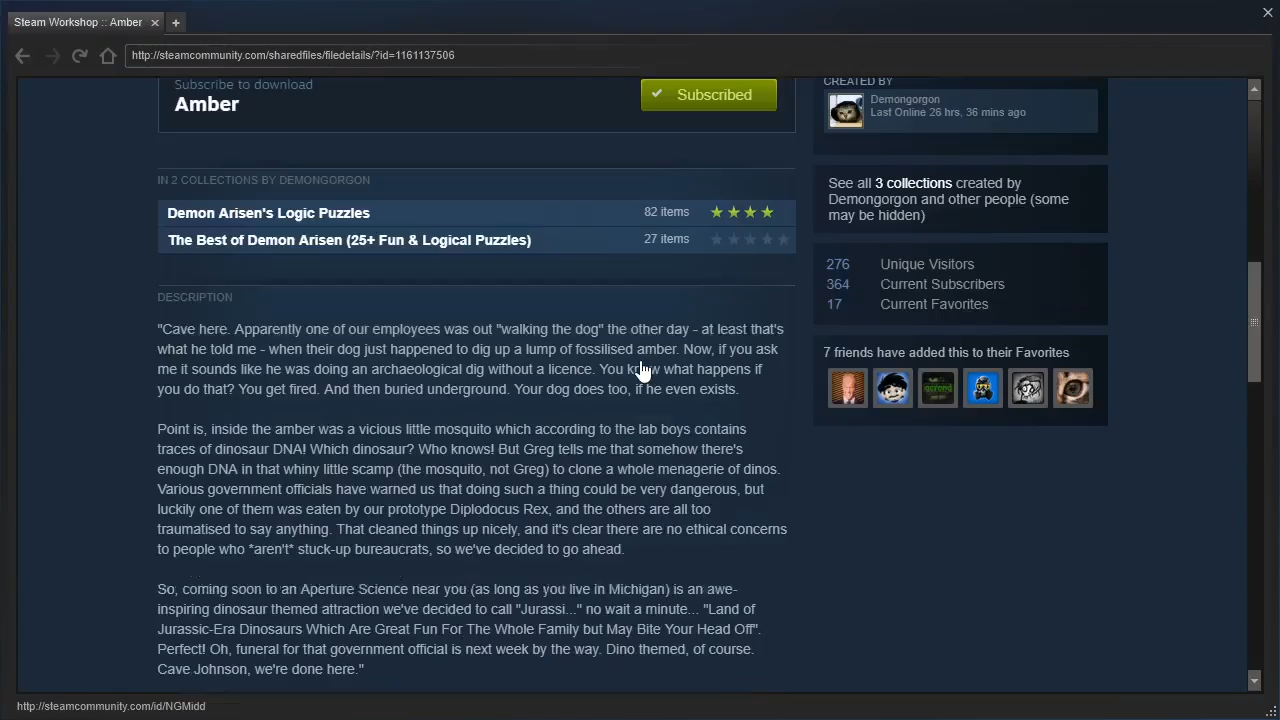 Steam Workshop :: Amber
http://steamcommunity.com/sharedfiles/filedetails/?id=1161137506
Subscribe to download
Amber
Subscribed
IN 2 COLLECTIONS BY DEMONGORGON
Demon Arisen's Logic Puzzles 82 items
The Best of Demon Arisen (25+ Fun & Logical Puzzles) 27 items
DESCRIPTION
"Cave here. Apparently one of our employees was out "walking the dog" the other day - at least that's
what he told me - when their dog just happened to dig up a lump of fossilised amber. Now, if you ask
me it sounds like he was doing an archaeological dig without a licence. You know what happens if
you do that? You get fired. And then buried underground. Your dog does too, if he even exists.
Point is, inside the amber was a vicious little mosquito which according to the lab boys contains
traces of dinosaur DNA! Which dinosaur? Who knows! But Greg tells me that somehow there's
enough DNA in that whiny little scamp (the mosquito, not Greg) to clone a whole menagerie of dinos.
Various government officials have warned us that doing such a thing could be very dangerous, but
luckily one of them was eaten by our prototype Diplodocus Rex, and the others are all too
traumatised to say anything. That cleaned things up nicely, and it's clear there are no ethical concerns
to people who *aren't* stuck-up bureaucrats, so we've decided to go ahead.
So, coming soon to an Aperture Science near you (as long as you live in Michigan) is an awe-
inspiring dinosaur themed attraction we've decided to call "Jurassi..." no wait a minute... "Land of
Jurassic-Era Dinosaurs Which Are Great Fun For The Whole Family but May Bite Your Head Off".
Perfect! Oh, funeral for that government official is next week by the way. Dino themed, of course.
Cave Johnson, we're done here."
CREATED BY
Demongorgon
Last Online 26 hrs, 36 mins ago
See all 3 collections created by
Demongorgon and other people (some
may be hidden)
276 Unique Visitors
364 Current Subscribers
17 Current Favorites
7 friends have added this to their Favorites
http://steamcommunity.com/id/NGMidd